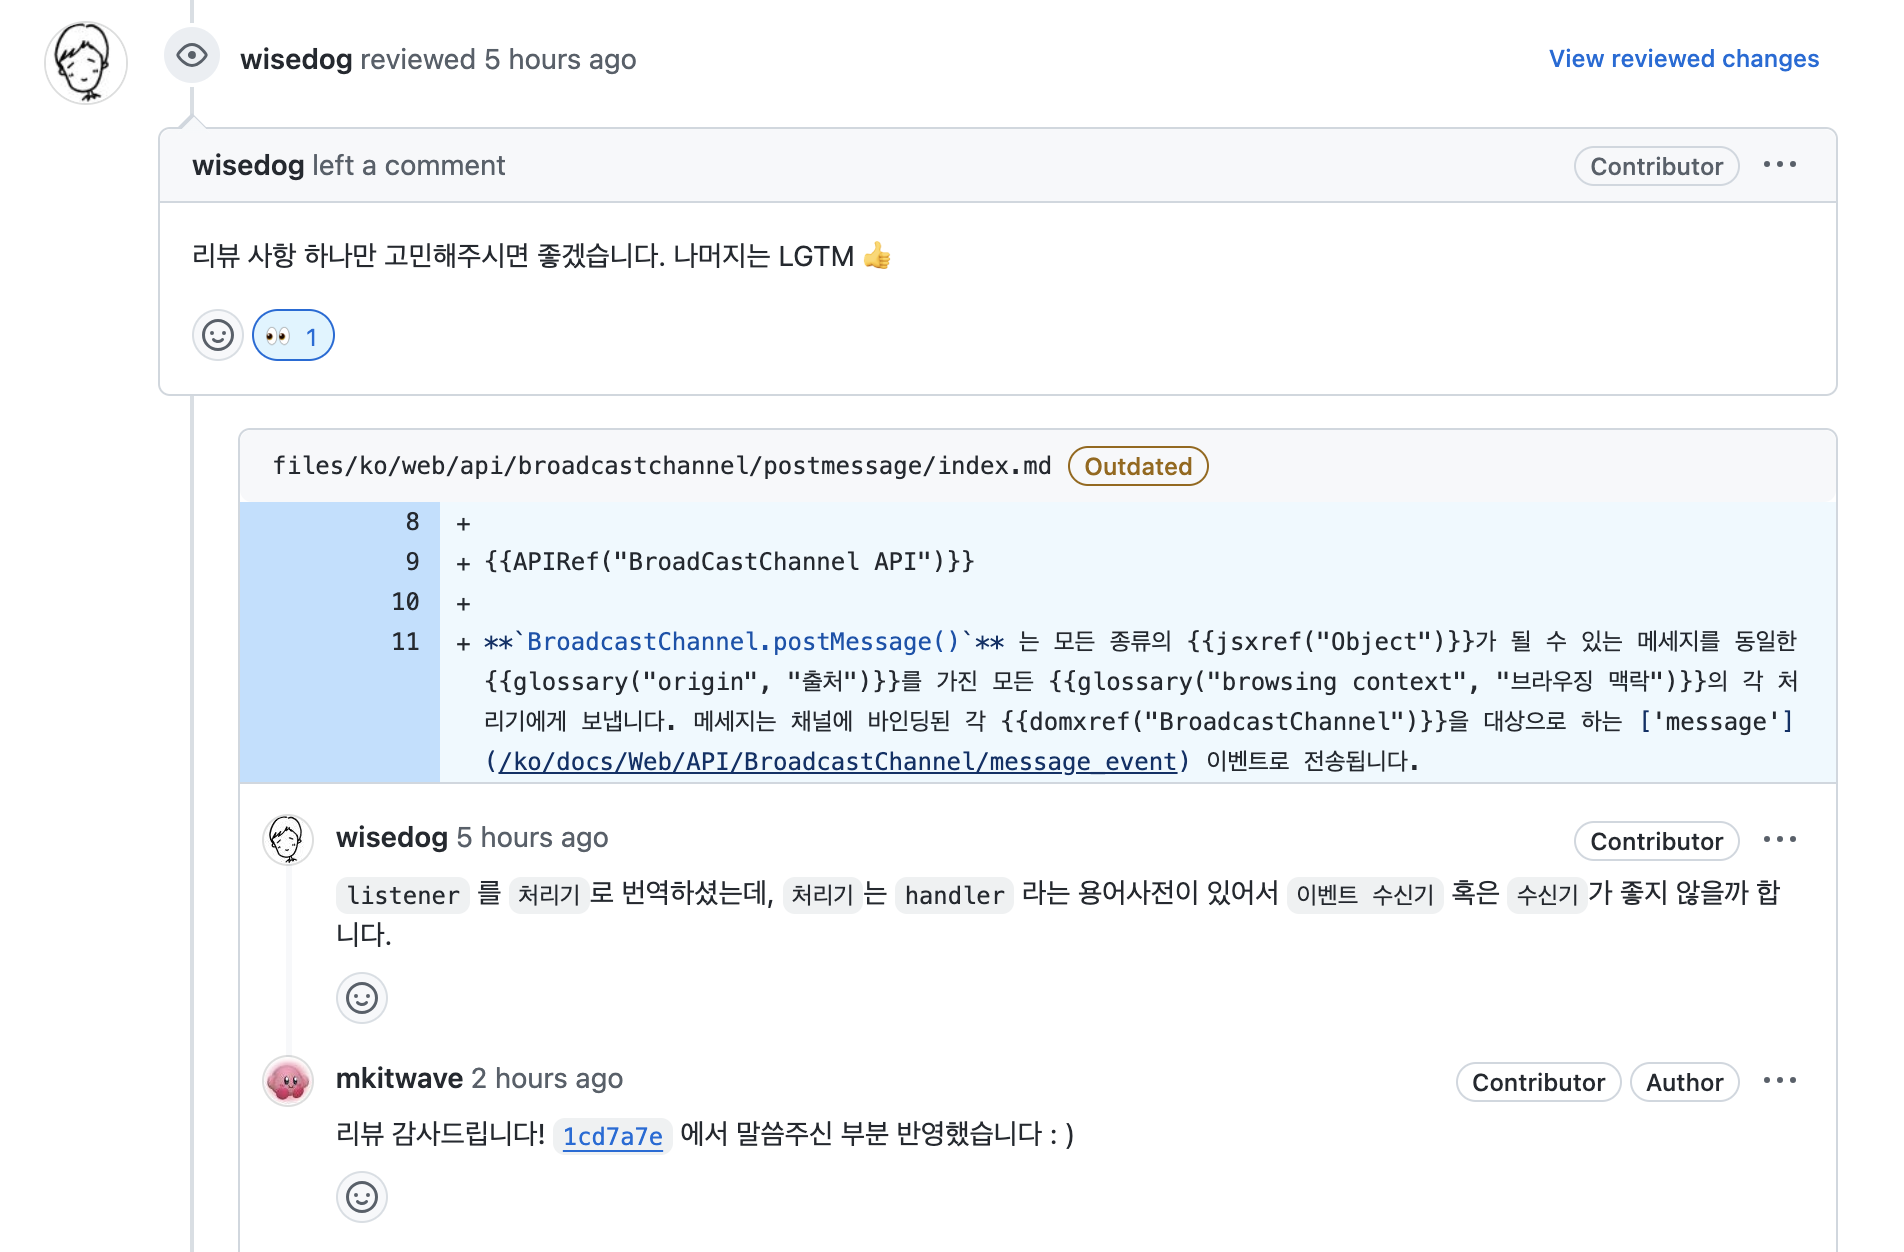 wisedog reviewed 5 hours ago
View reviewed changes
wisedog left a comment
Contributor
리뷰 사항 하나만 고민해주시면 좋겠습니다. 나머지는 LGTM 👍
👀 1
files/ko/web/api/broadcastchannel/postmessage/index.md Outdated
8 +
9 + {{APIRef("BroadCastChannel API")}}
10 +
11 + **`BroadcastChannel.postMessage()`** 는 모든 종류의 {{jsxref("Object")}}가 될 수 있는 메세지를 동일한
{{glossary("origin", "출처")}}를 가진 모든 {{glossary("browsing context", "브라우징 맥락")}}의 각 처
리기에게 보냅니다. 메세지는 채널에 바인딩된 각 {{domxref("BroadcastChannel")}}을 대상으로 하는 ['message']
(/ko/docs/Web/API/BroadcastChannel/message_event) 이벤트로 전송됩니다.
wisedog 5 hours ago
Contributor
listener 를 처리기로 번역하셨는데, 처리기는 handler 라는 용어사전이 있어서 이벤트 수신기 혹은 수신기가 좋지 않을까 합
니다.
mkitwave 2 hours ago
Contributor Author
리뷰 감사드립니다! 1cd7a7e 에서 말씀주신 부분 반영했습니다 : )